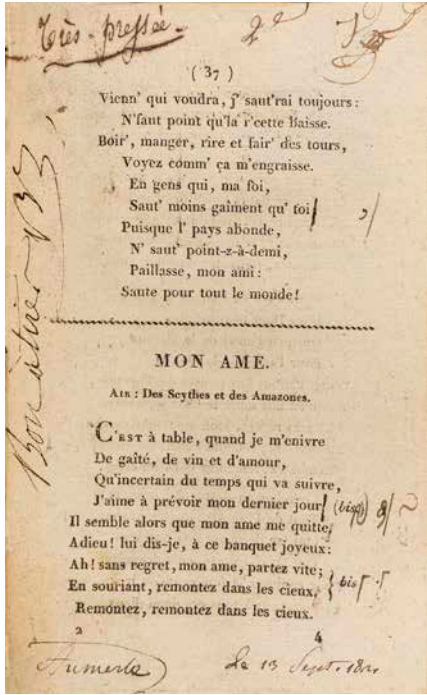 Très-pressée. 2e
( 37 )
Vienn' qui voudra, j' saut'rai toujours :
N'faut point qu'la r'cette baisse.
Boir', manger, rire et fair' des tours,
Voyez comm' ça m'engraisse.
En gens qui, ma foi,
Saut' moins gaîment qu' toi
Puisque l' pays abonde,
N' saut' point-z-à-demi,
Paillasse, mon ami :
Saute pour tout le monde !
MON AME.
AIR : Des Scythes et des Amazones.
C'EST à table, quand je m'enivre
De gaîté, de vin et d'amour,
Qu'incertain du temps qui va suivre,
J'aime à prévoir mon dernier jour (bis)
Il semble alors que mon ame me quitte,
Adieu! lui dis-je, à ce banquet joyeux :
Ah! sans regret, mon ame, partez vite ;
En souriant, remontez dans les cieux, } bis
Remontez, remontez dans les cieux.
2 4
le 13 Sept.